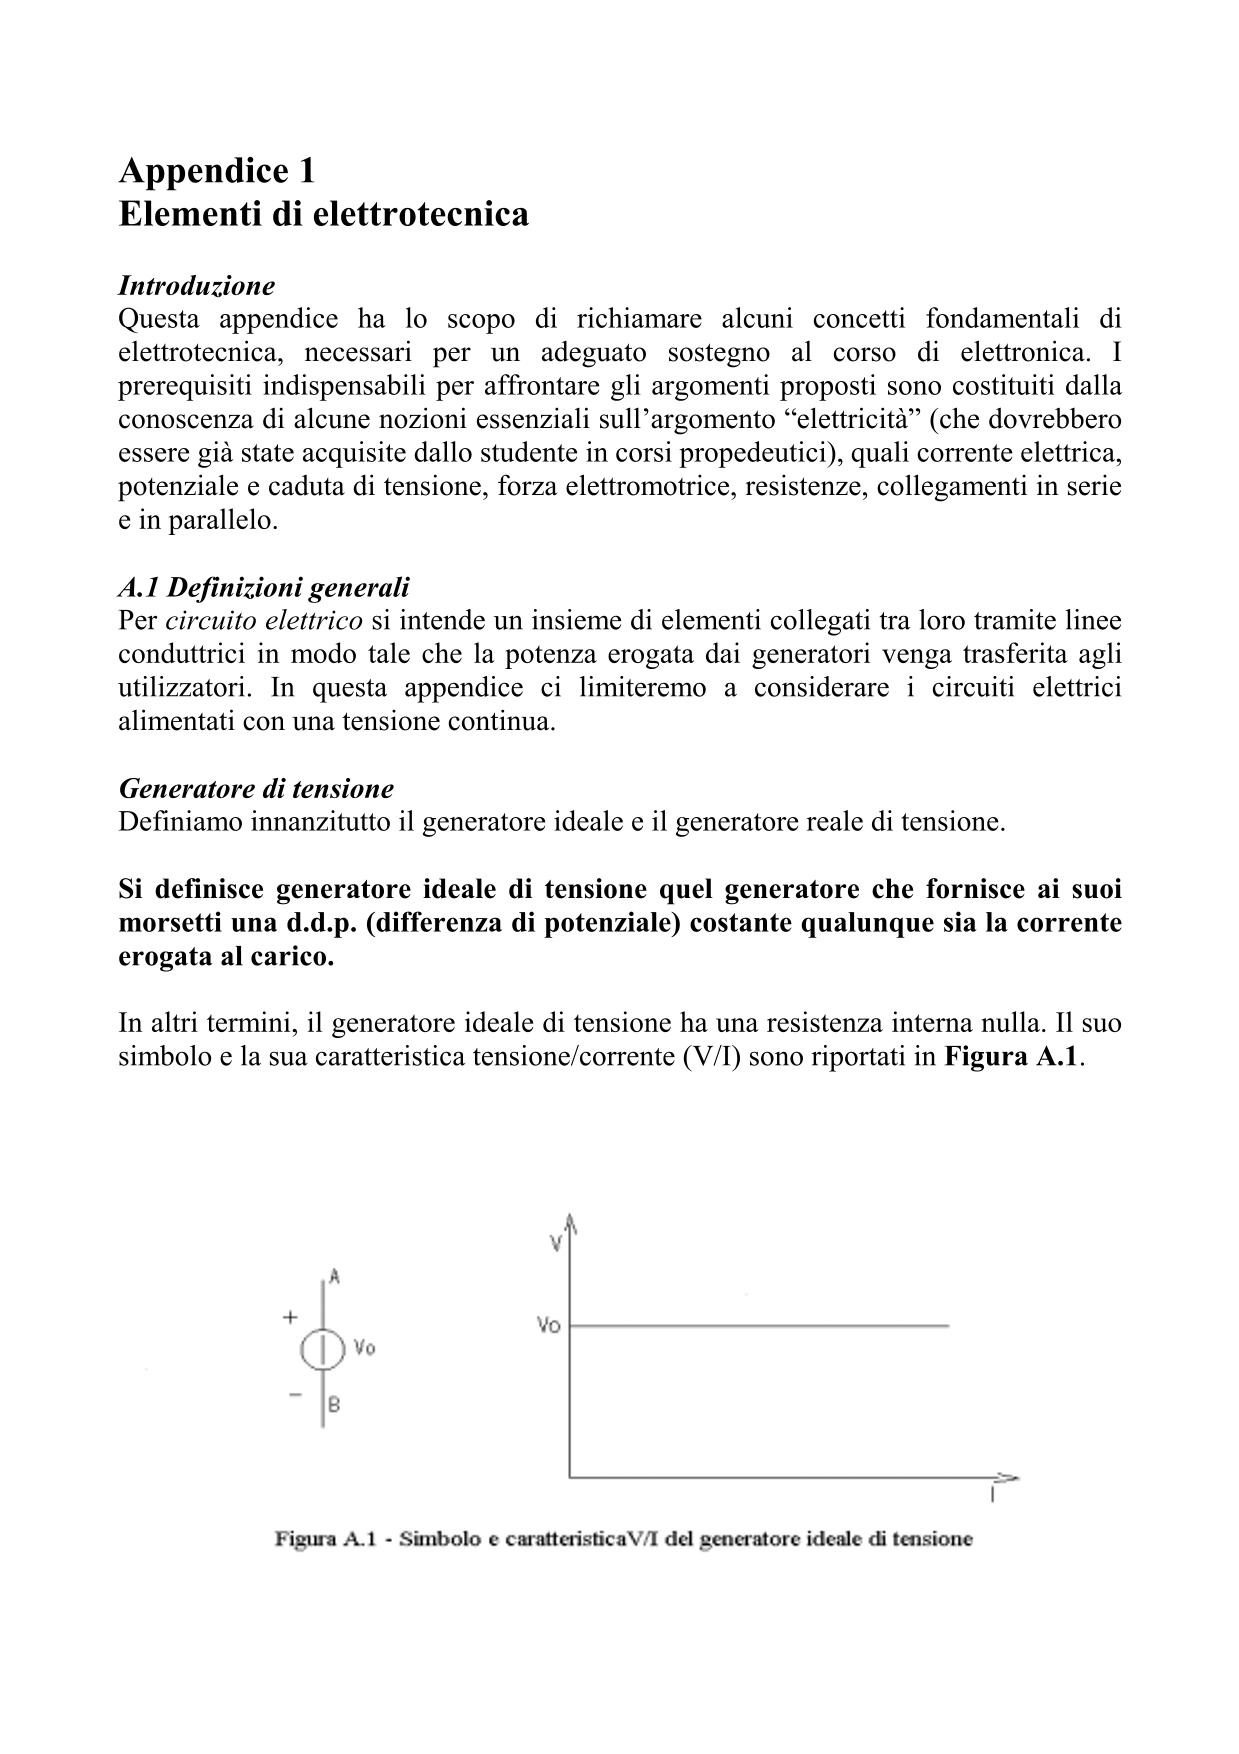 Appendice 1
Elementi di elettrotecnica
Introduzione
Questa appendice ha lo scopo di richiamare alcuni concetti fondamentali di
elettrotecnica, necessari per un adeguato sostegno al corso di elettronica. I
prerequisiti indispensabili per affrontare gli argomenti proposti sono costituiti dalla
conoscenza di alcune nozioni essenziali sull’argomento “elettricità” (che dovrebbero
essere già state acquisite dallo studente in corsi propedeutici), quali corrente elettrica,
potenziale e caduta di tensione, forza elettromotrice, resistenze, collegamenti in serie
e in parallelo.
A.1 Definizioni generali
Per circuito elettrico si intende un insieme di elementi collegati tra loro tramite linee
conduttrici in modo tale che la potenza erogata dai generatori venga trasferita agli
utilizzatori. In questa appendice ci limiteremo a considerare i circuiti elettrici
alimentati con una tensione continua.
Generatore di tensione
Definiamo innanzitutto il generatore ideale e il generatore reale di tensione.
Si definisce generatore ideale di tensione quel generatore che fornisce ai suoi
morsetti una d.d.p. (differenza di potenziale) costante qualunque sia la corrente
erogata al carico.
In altri termini, il generatore ideale di tensione ha una resistenza interna nulla. Il suo
simbolo e la sua caratteristica tensione/corrente (V/I) sono riportati in Figura A.1.
A
+
Vo
−
B
V
Vo
I
Figura A.1 - Simbolo e caratteristicaV/I del generatore ideale di tensione